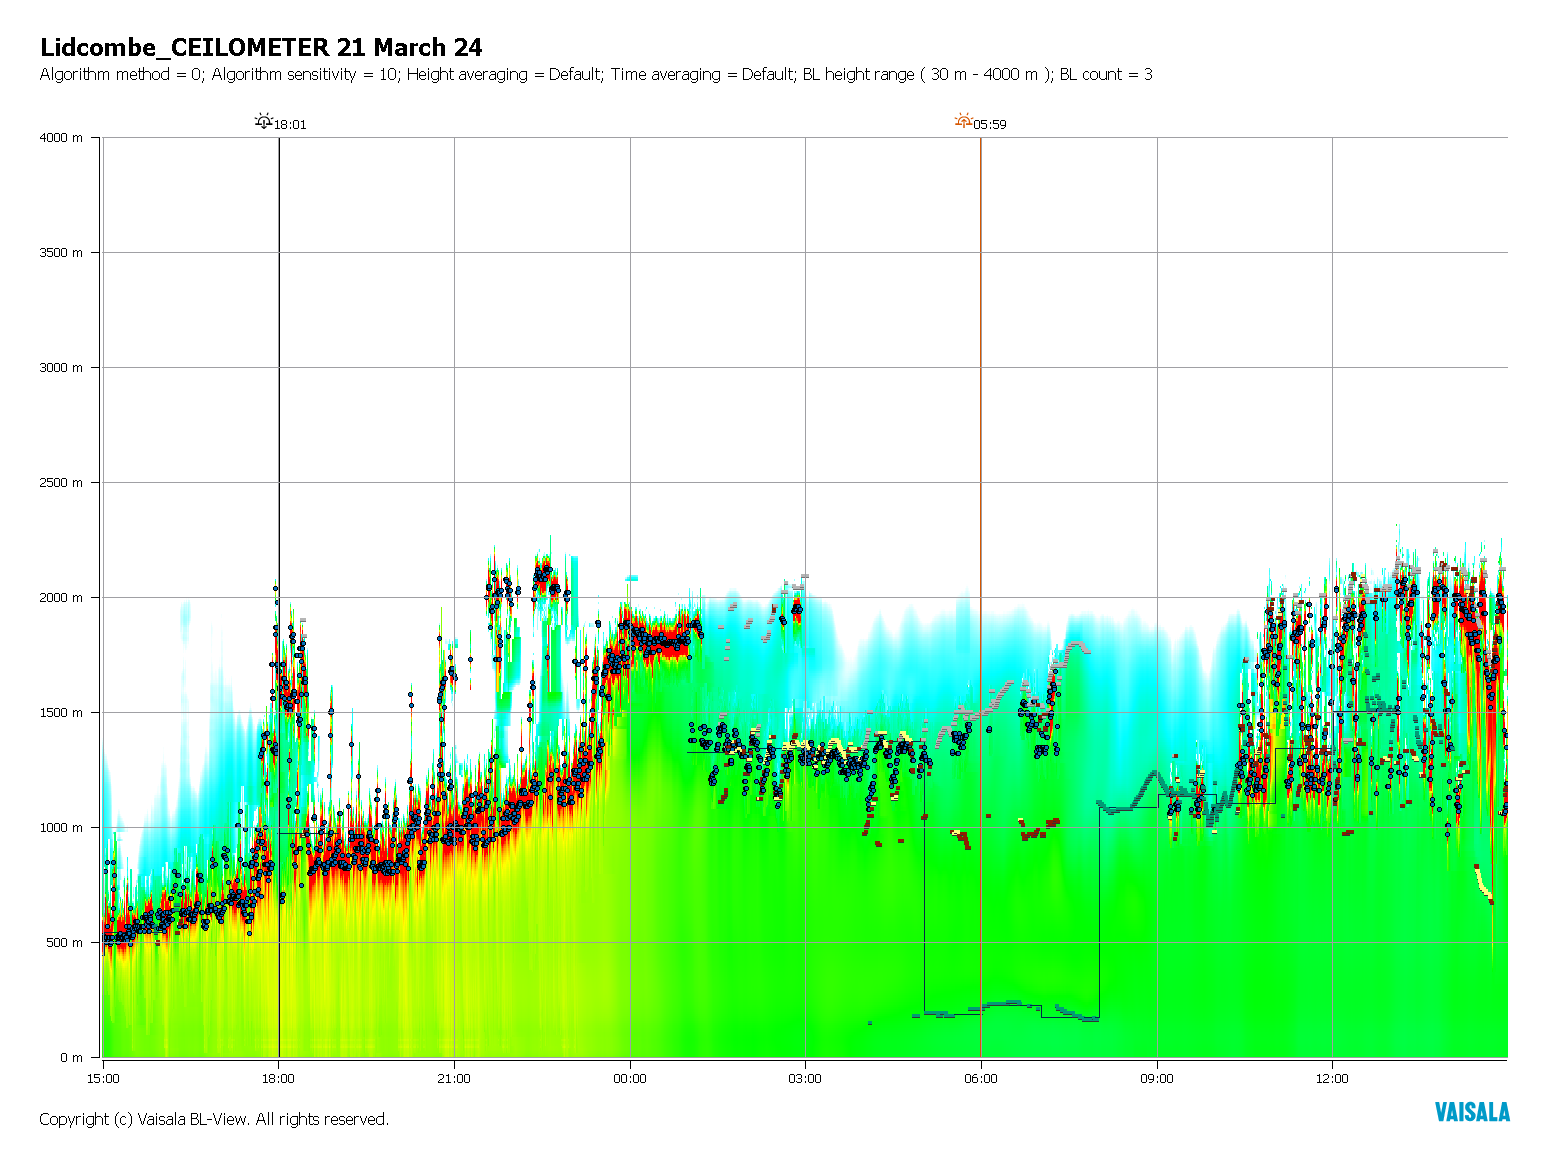 Lidcombe_CEILOMETER 21 March 24
Algorithm method = 0; Algorithm sensitivity = 10; Height averaging = Default; Time averaging = Default; BL height range ( 30 m - 4000 m ); BL count = 3
18:01 05:59
4000 m
3500 m
3000 m
2500 m
2000 m
1500 m
1000 m
500 m
0 m
15:00 18:00 21:00 00:00 03:00 06:00 09:00 12:00
Copyright (c) Vaisala BL-View. All rights reserved.
VAISALA